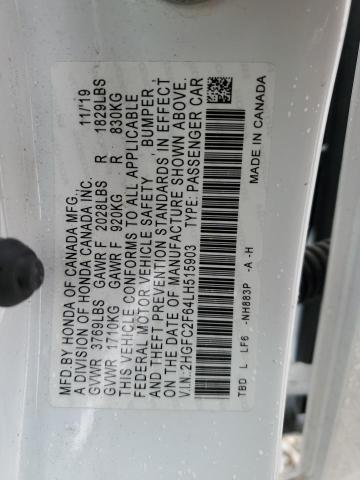 MFD.BY HONDA OF CANADA MFG.
A DIVISION OF HONDA CANADA INC. 11/19
GVWR 3769LBS GAWR F 2028LBS R 1829LBS
GVWR 1710KG GAWR F 920KG R 830KG
THIS VEHICLE CONFORMS TO ALL APPLICABLE
FEDERAL MOTOR VEHICLE SAFETY BUMPER,
AND THEFT PREVENTION STANDARDS, IN EFFECT
ON THE DATE OF MANUFACTURE SHOWN ABOVE.
V.I.N.:2HGFC2F64LH515903 TYPE: PASSENGER CAR
MADE IN CANADA
TBD L LF6 -NH883P -A -H